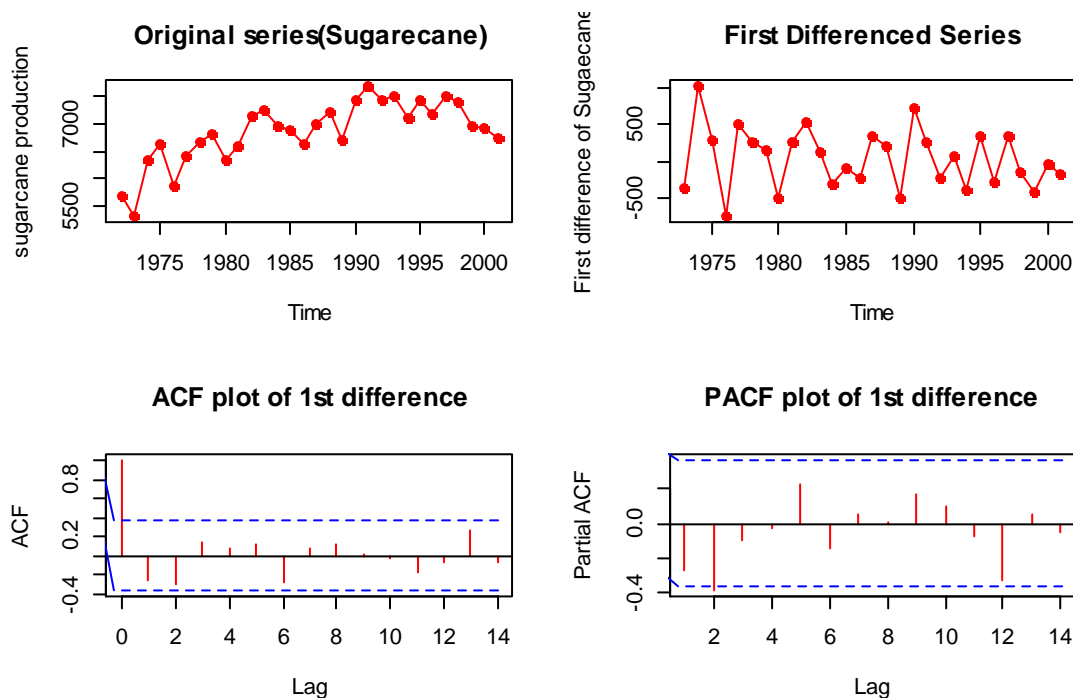 Original series(Sugarecane)
sugarcane production
5500 7000
1975 1980 1985 1990 1995 2000
Time
First Differenced Series
First difference of Sugaecane
-500 500
1975 1980 1985 1990 1995 2000
Time
ACF plot of 1st difference
ACF
-0.4 0.2 0.8
0 2 4 6 8 10 12 14
Lag
PACF plot of 1st difference
Partial ACF
-0.4 0.0
2 4 6 8 10 12 14
Lag